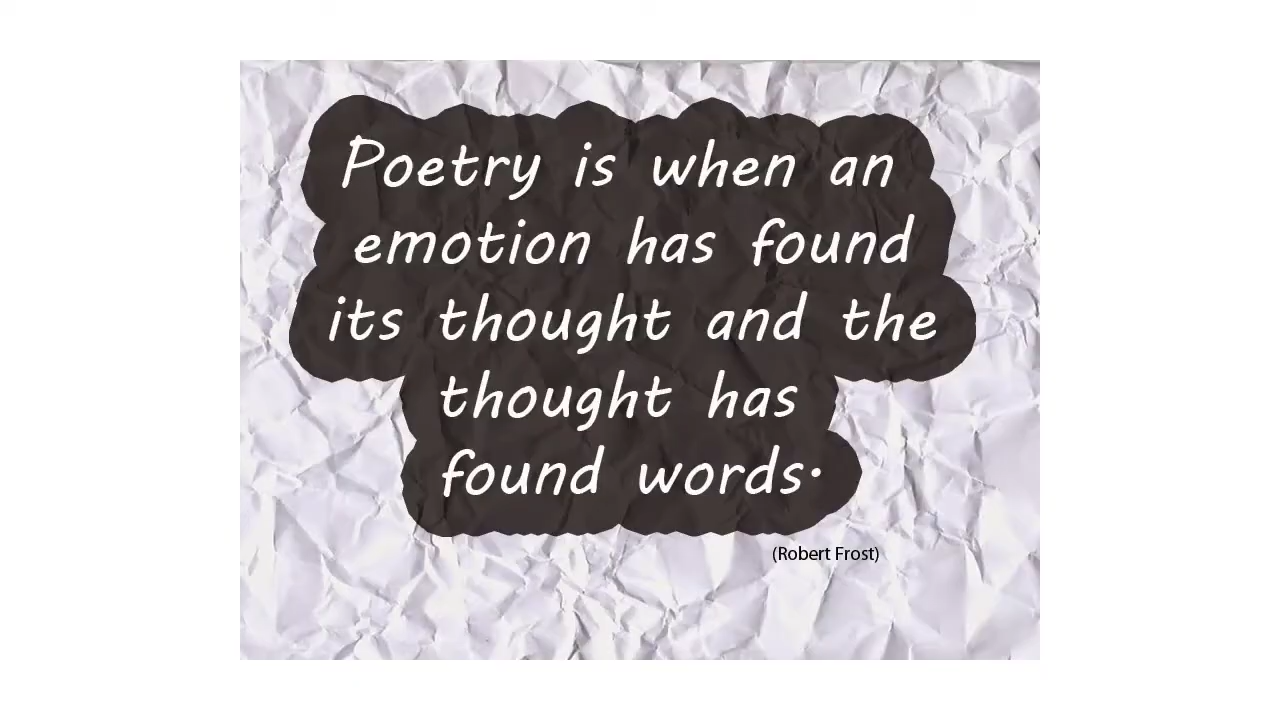 Poetry is when an
emotion has found
its thought and the
thought has
found words.
(Robert Frost)